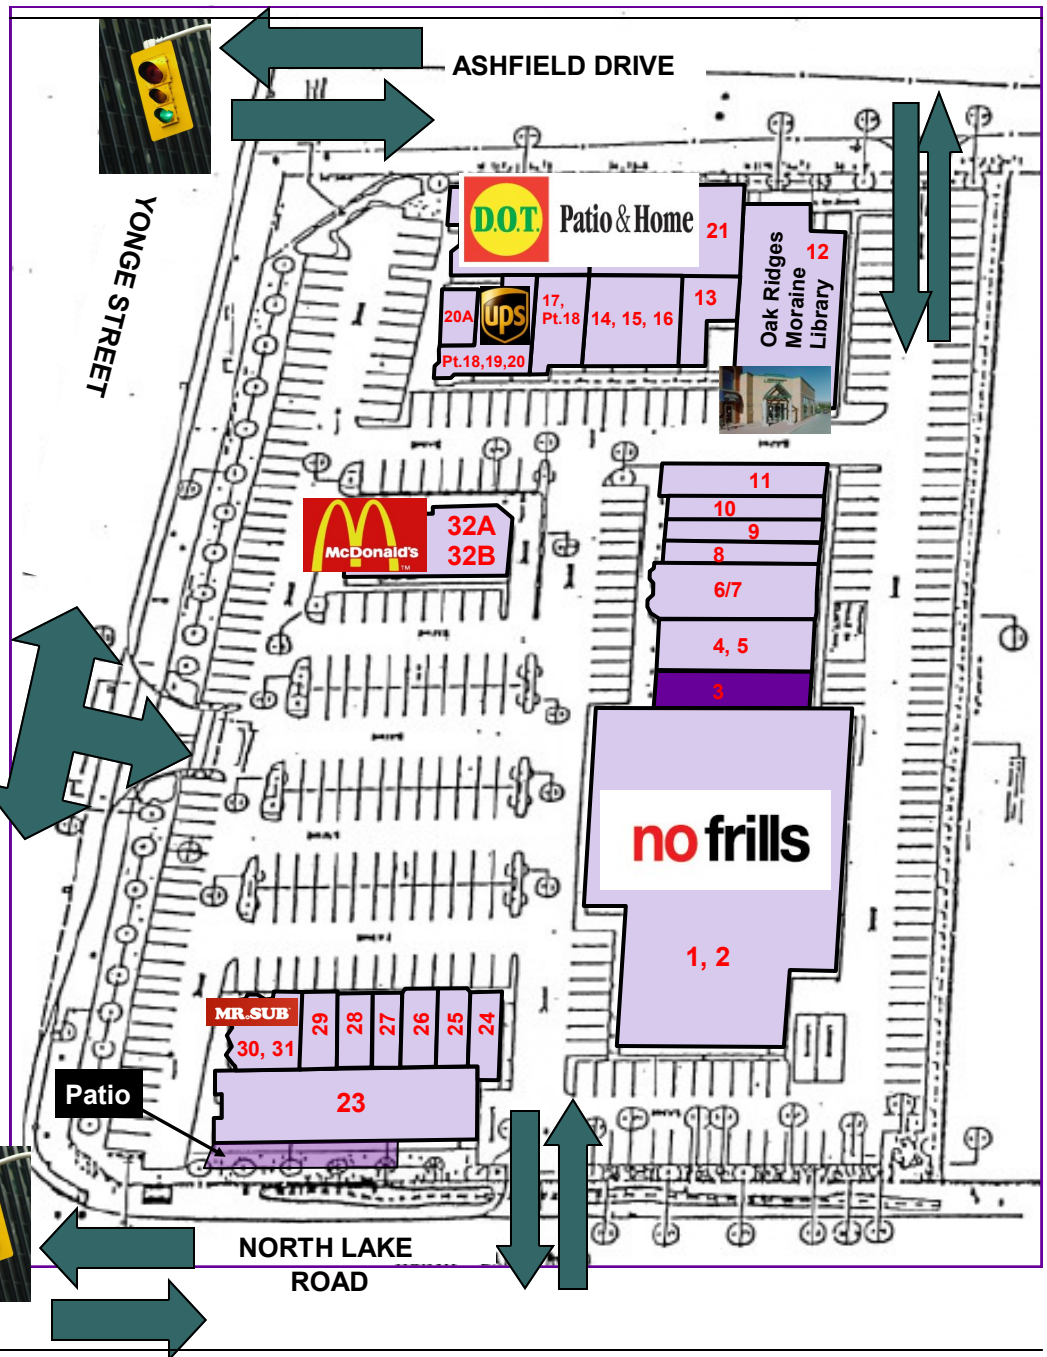 ASHFIELD DRIVE
YONGE STREET
D.O.T.
Patio & Home
21
12
Oak Ridges
Moraine
Library
20A
ups
17,
Pt.18
14, 15, 16
13
Pt.18,19,20
11
10
9
8
6/7
4, 5
3
McDonald's
TM
32A
32B
no frills
1, 2
MR.SUB
30, 31
29
28
27
26
25
24
23
Patio
NORTH LAKE
ROAD